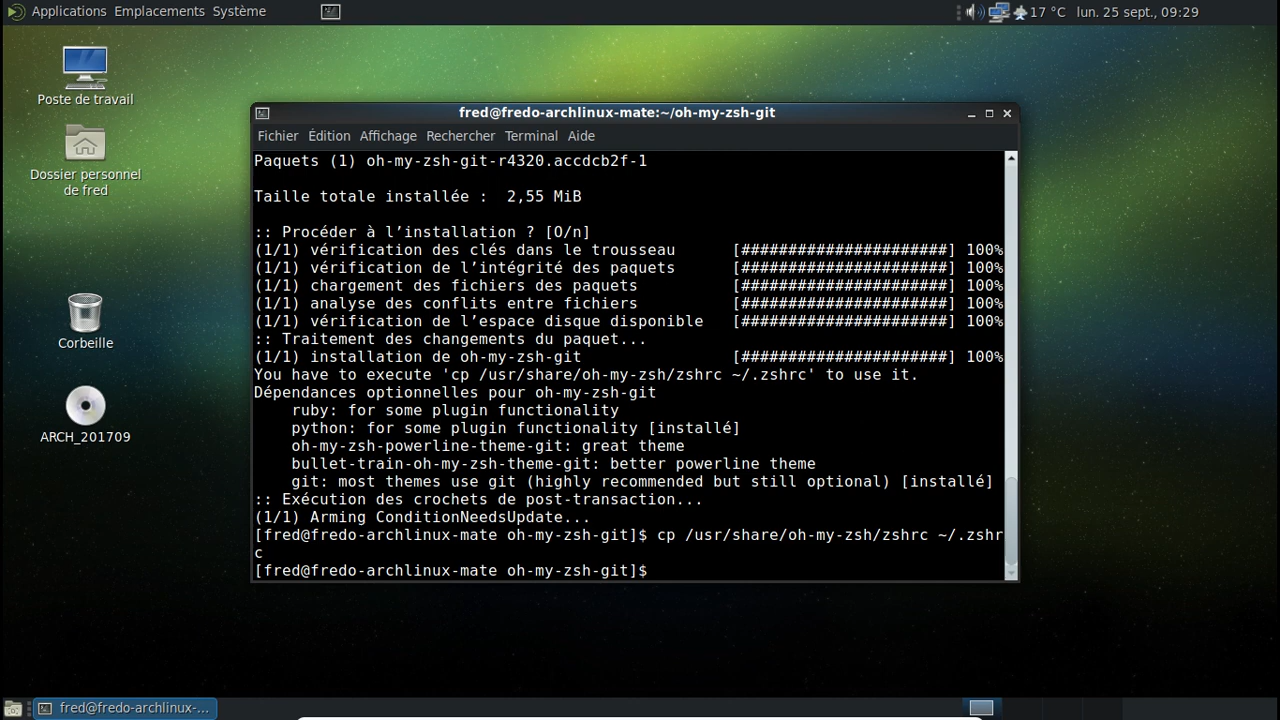 Applications Emplacements Système
17 °C lun. 25 sept., 09:29
Poste de travail
Dossier personnel
de fred
Corbeille
ARCH_201709
fred@fredo-archlinux-mate:~/oh-my-zsh-git
Fichier Édition Affichage Rechercher Terminal Aide
Paquets (1) oh-my-zsh-git-r4320.accdcb2f-1
Taille totale installée :  2,55 MiB
:: Procéder à l’installation ? [O/n]
(1/1) vérification des clés dans le trousseau      [######################] 100%
(1/1) vérification de l’intégrité des paquets      [######################] 100%
(1/1) chargement des fichiers des paquets          [######################] 100%
(1/1) analyse des conflits entre fichiers          [######################] 100%
(1/1) vérification de l’espace disque disponible   [######################] 100%
:: Traitement des changements du paquet...
(1/1) installation de oh-my-zsh-git                [######################] 100%
You have to execute 'cp /usr/share/oh-my-zsh/zshrc ~/.zshrc' to use it.
Dépendances optionnelles pour oh-my-zsh-git
    ruby: for some plugin functionality
    python: for some plugin functionality [installé]
    oh-my-zsh-powerline-theme-git: great theme
    bullet-train-oh-my-zsh-theme-git: better powerline theme
    git: most themes use git (highly recommended but still optional) [installé]
:: Exécution des crochets de post-transaction...
(1/1) Arming ConditionNeedsUpdate...
[fred@fredo-archlinux-mate oh-my-zsh-git]$ cp /usr/share/oh-my-zsh/zshrc ~/.zshr
c
[fred@fredo-archlinux-mate oh-my-zsh-git]$
fred@fredo-archlinux-...